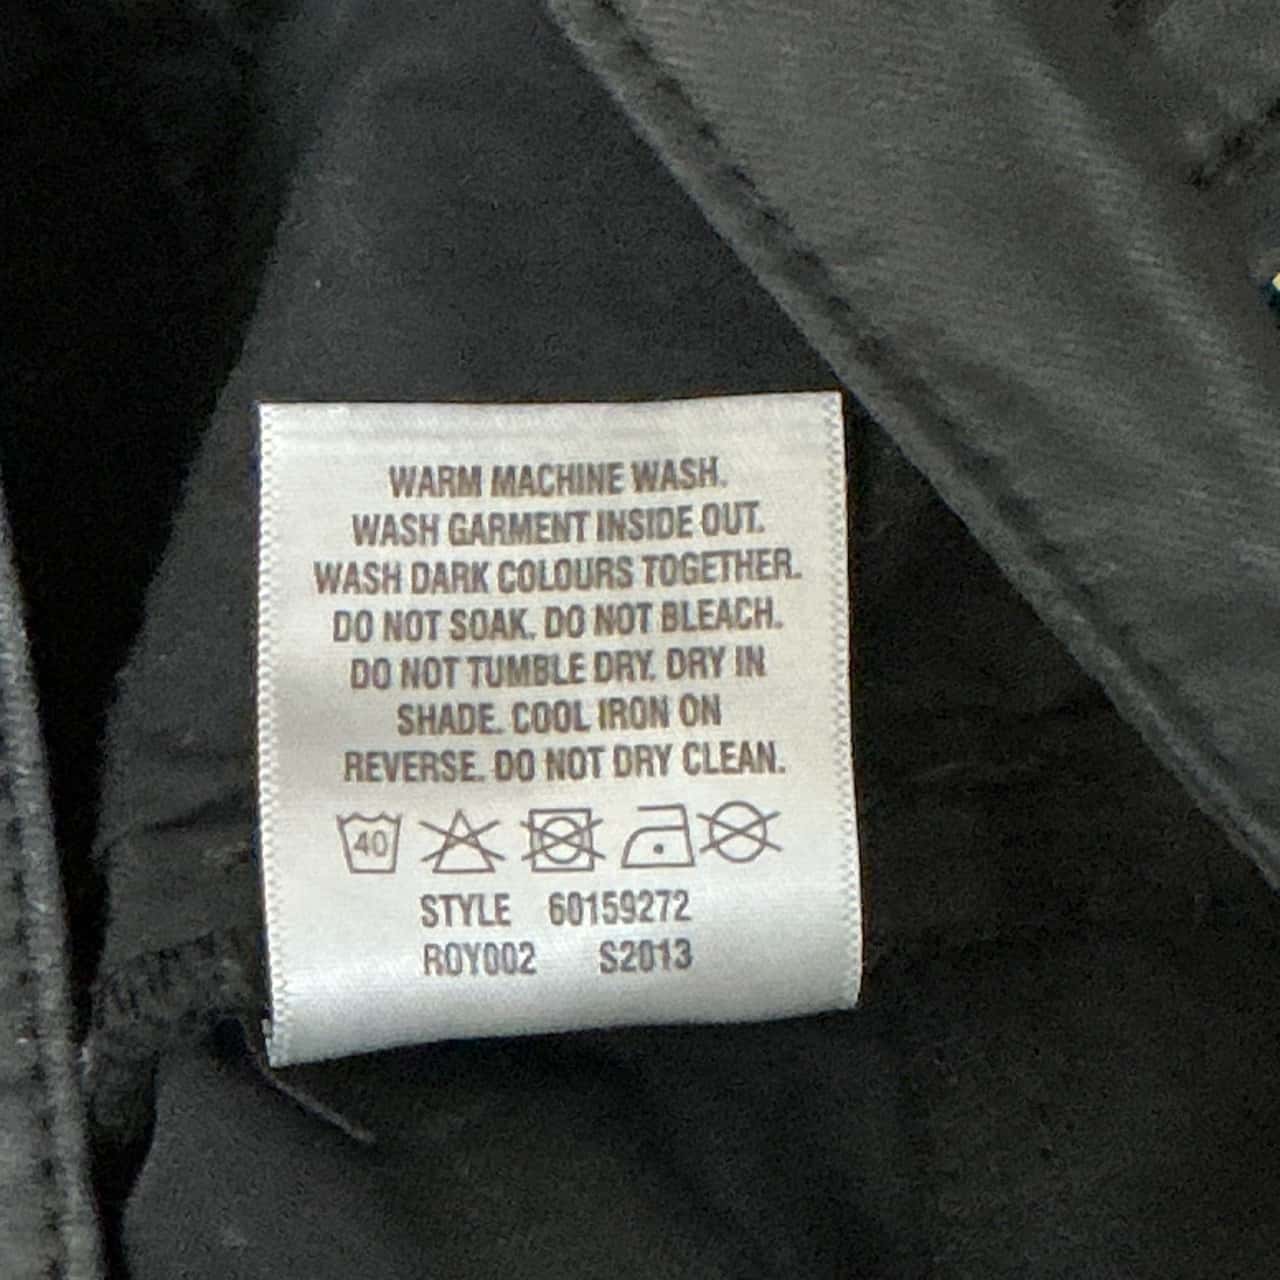 WARM MACHINE WASH.
WASH GARMENT INSIDE OUT.
WASH DARK COLOURS TOGETHER.
DO NOT SOAK. DO NOT BLEACH.
DO NOT TUMBLE DRY. DRY IN
SHADE. COOL IRON ON
REVERSE. DO NOT DRY CLEAN.
40
STYLE 60159272
ROY002 S2013